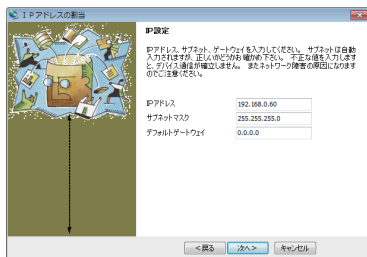 IPアドレスの割当
IP設定
IPアドレス、サブネット、ゲートウェイを入力してください。 サブネットは自動
入力されますが、正しいかどうかお確かめ下さい。 不正な値を入力します
と、デバイス通信が確立しません。 またネットワーク障害の原因になります
のでご注意ください。
IPアドレス 192.168.0.60
サブネットマスク 255.255.255.0
デフォルトゲートウェイ 0.0.0.0
<戻る 次へ> キャンセル